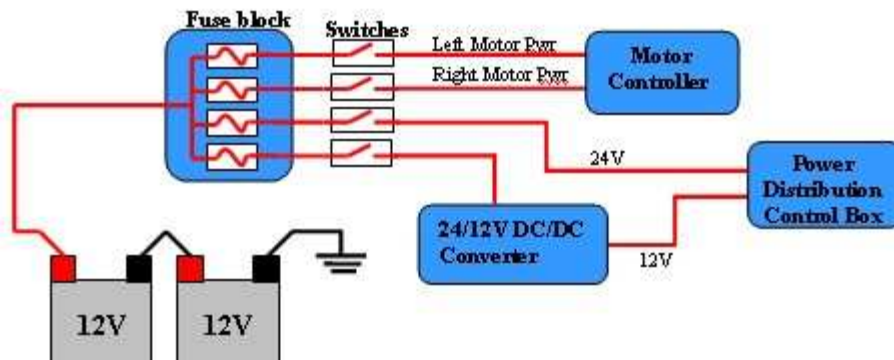 Fuse block
Switches
Left Motor Pwr
Right Motor Pwr
Motor
Controller
24V
Power
Distribution
Control Box
24/12V DC/DC
Converter
12V
12V
12V